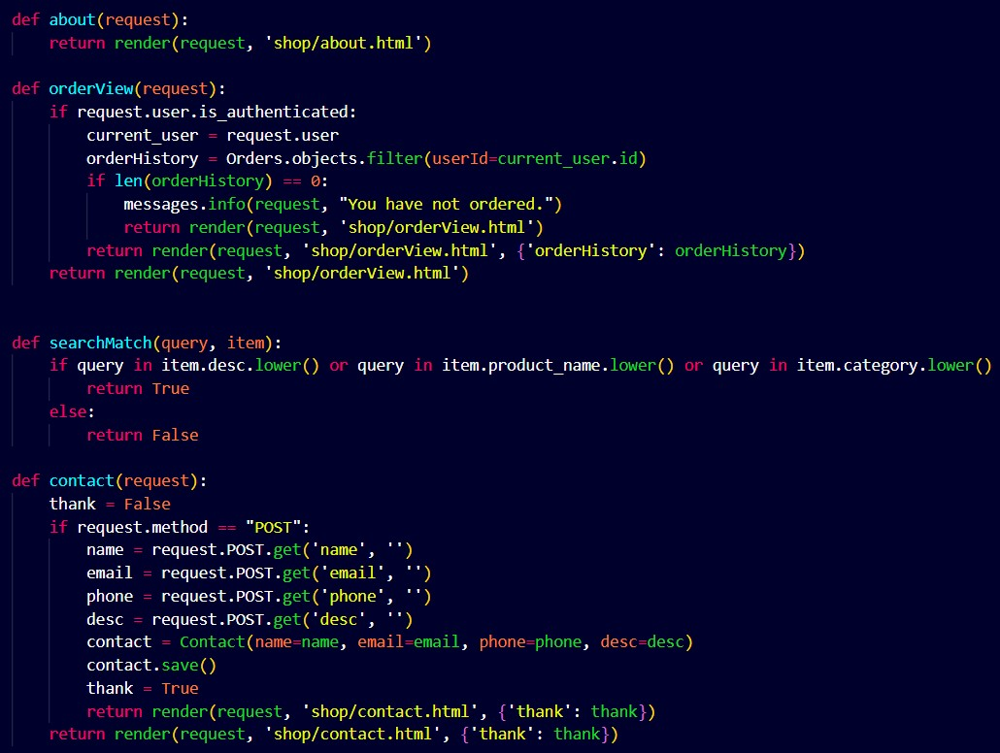 def about(request):
    return render(request, 'shop/about.html')

def orderView(request):
    if request.user.is_authenticated:
        current_user = request.user
        orderHistory = Orders.objects.filter(userId=current_user.id)
        if len(orderHistory) == 0:
            messages.info(request, "You have not ordered.")
            return render(request, 'shop/orderView.html')
        return render(request, 'shop/orderView.html', {'orderHistory': orderHistory})
    return render(request, 'shop/orderView.html')


def searchMatch(query, item):
    if query in item.desc.lower() or query in item.product_name.lower() or query in item.category.lower()
        return True
    else:
        return False

def contact(request):
    thank = False
    if request.method == "POST":
        name = request.POST.get('name', '')
        email = request.POST.get('email', '')
        phone = request.POST.get('phone', '')
        desc = request.POST.get('desc', '')
        contact = Contact(name=name, email=email, phone=phone, desc=desc)
        contact.save()
        thank = True
        return render(request, 'shop/contact.html', {'thank': thank})
    return render(request, 'shop/contact.html', {'thank': thank})